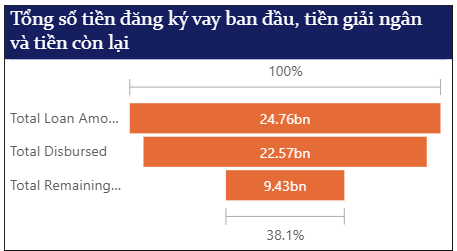 Tổng số tiền đăng ký vay ban đầu, tiền giải ngân
và tiền còn lại
100%
Total Loan Amo...
24.76bn
Total Disbursed
22.57bn
Total Remaining...
9.43bn
38.1%